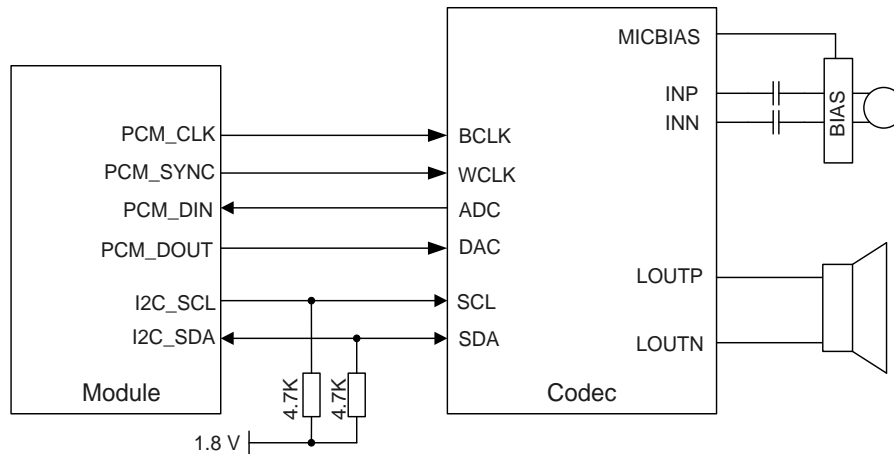 MICBIAS
INP
BIAS
INN
PCM_CLK
BCLK
PCM_SYNC
WCLK
PCM_DIN
ADC
PCM_DOUT
DAC
LOUTP
I2C_SCL
SCL
I2C_SDA
SDA
LOUTN
Module
4.7K
4.7K
Codec
1.8 V